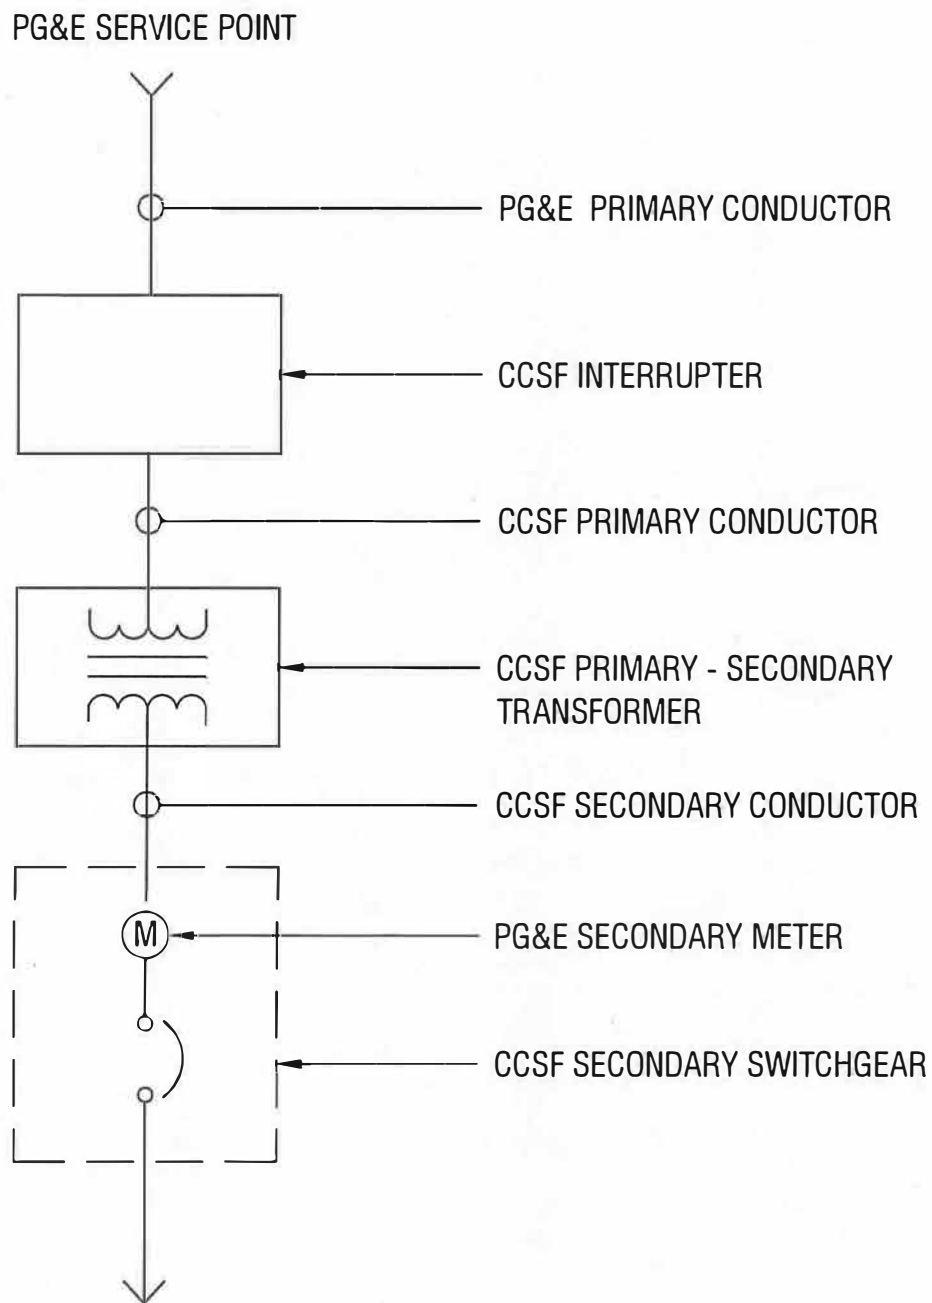 PG&E SERVICE POINT
PG&E PRIMARY CONDUCTOR
CCSF INTERRUPTER
CCSF PRIMARY CONDUCTOR
CCSF PRIMARY - SECONDARY
TRANSFORMER
CCSF SECONDARY CONDUCTOR
M
PG&E SECONDARY METER
CCSF SECONDARY SWITCHGEAR